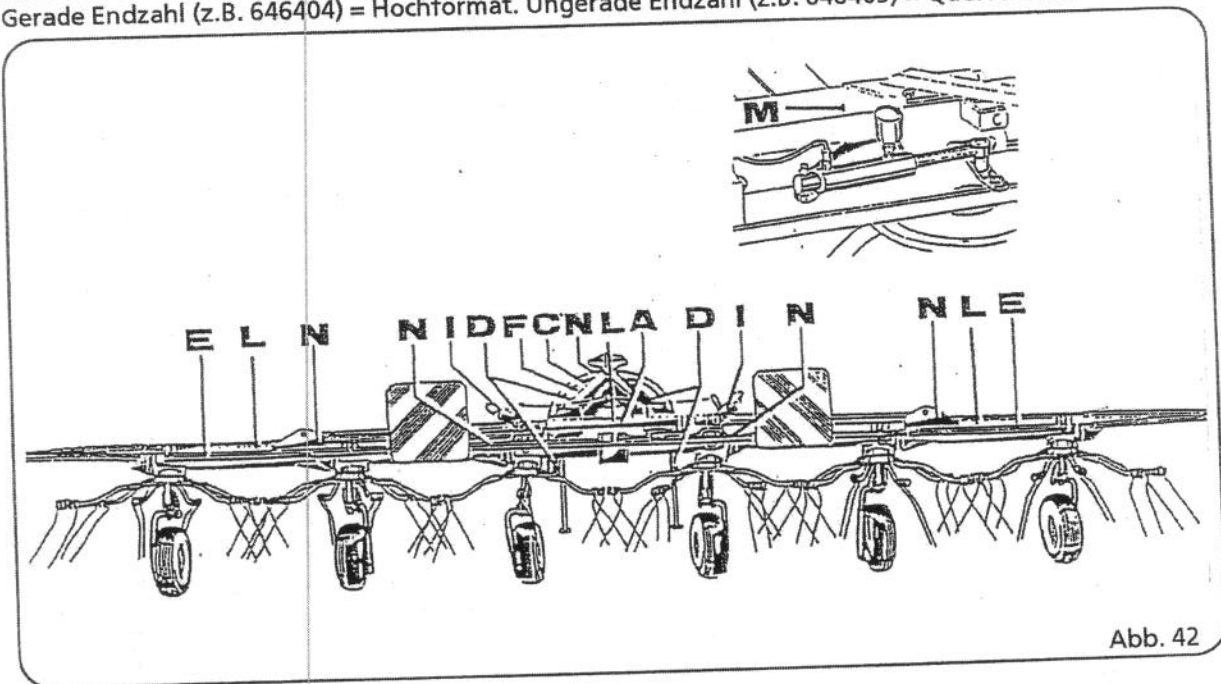 Gerade Endzahl (z.B. 646404) = Hochformat. Ungerade Endzahl (z.B.
M
E L N N I D F C N L A D I N N L E
Abb. 42